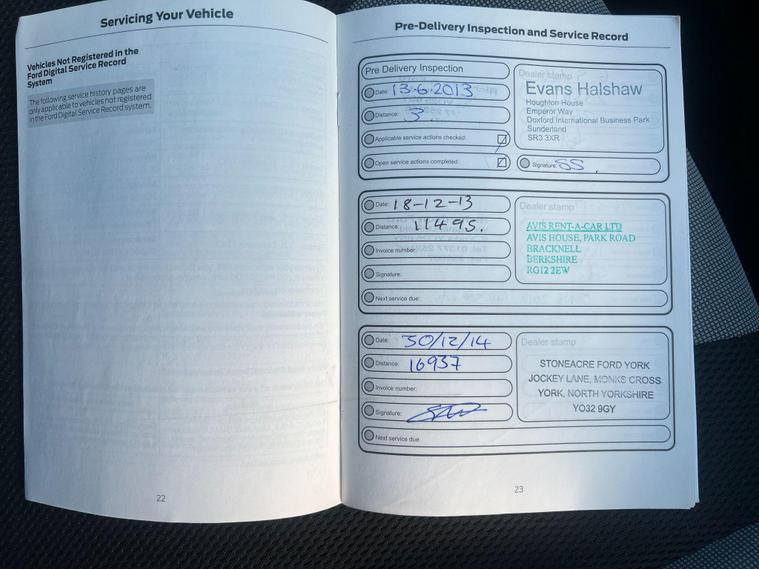 Servicing Your Vehicle
Vehicles Not Registered in the
Ford Digital Service Record
System
The following service history pages are
only applicable to vehicles not registered
in the Ford Digital Service Record system.
22
Pre-Delivery Inspection and Service Record
Pre Delivery Inspection
Date: 13·6·2013
Distance: 3
Applicable service actions checked:
Open service actions completed:
Dealer stamp
Evans Halshaw
Houghton House
Emperor Way
Doxford International Business Park
Sunderland
SR3 3XR
Signature: SS
Date: 18-12-13
Distance: 11495.
Invoice number:
Signature:
Next service due:
Dealer stamp
AVIS RENT-A-CAR LTD
AVIS HOUSE, PARK ROAD
BRACKNELL
BERKSHIRE
RG12 2EW
Date: 30/12/14
Distance: 16937
Invoice number:
Signature:
Next service due:
Dealer stamp
STONEACRE FORD YORK
JOCKEY LANE, MONKS CROSS
YORK, NORTH YORKSHIRE
YO32 9GY
23